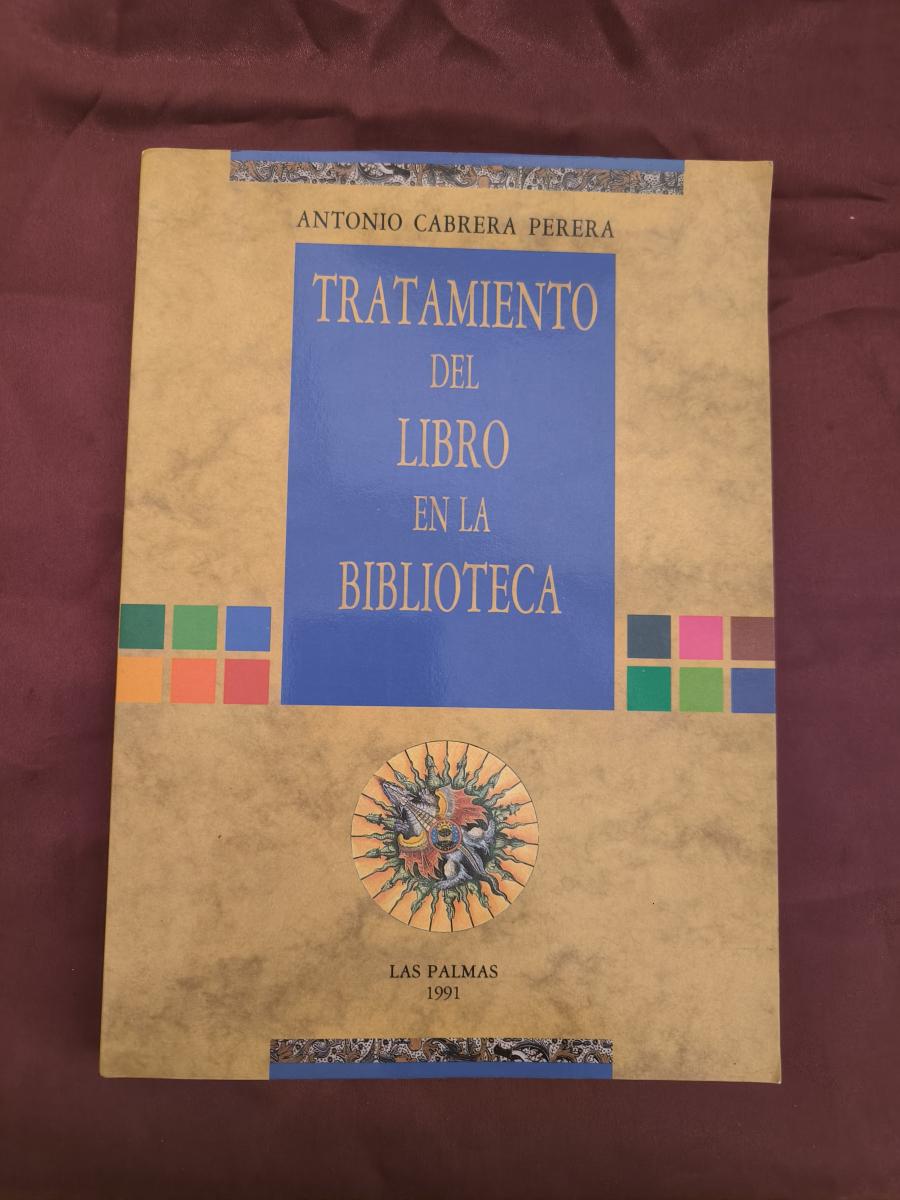 ANTONIO CABRERA PERERA
TRATAMIENTO
DEL
LIBRO
EN LA
BIBLIOTECA
LAS PALMAS
1991